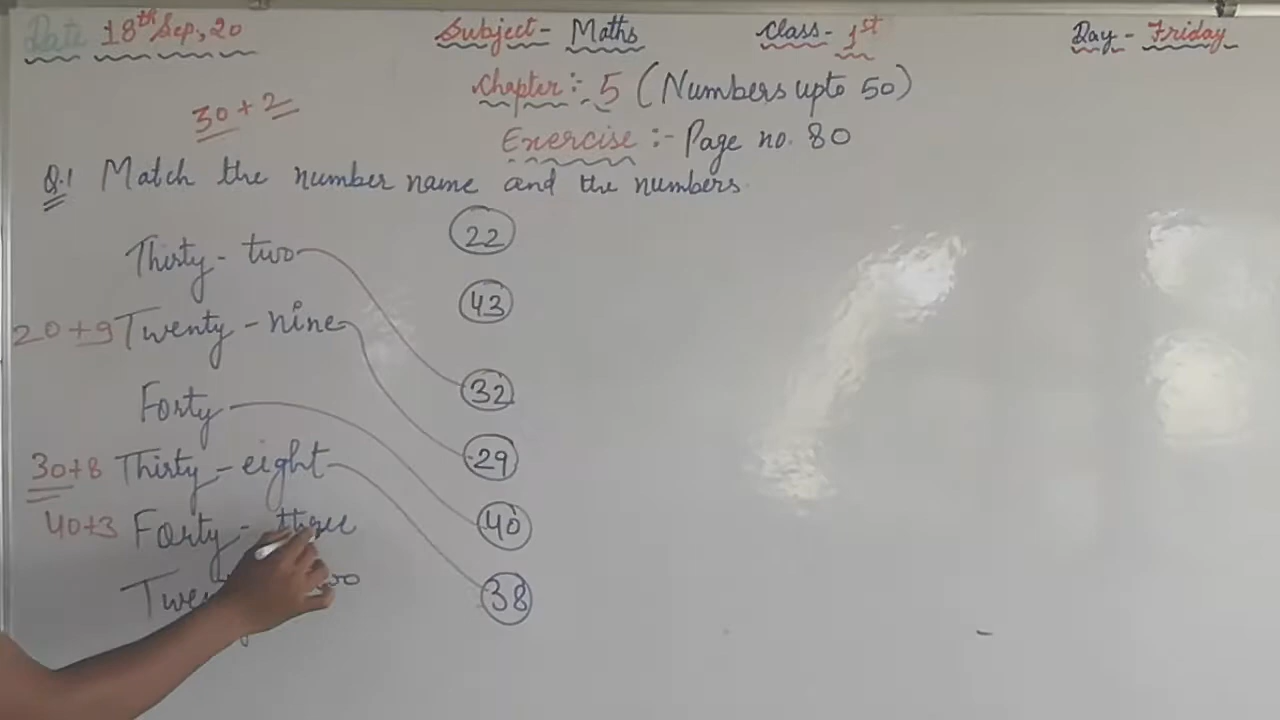 Date 18th Sep, 20 Subject- Maths Class- 1st Day - Friday
Chapter:- 5 (Numbers upto 50)
30+2
Exercise :- Page no. 80
Q.1 Match the number name and the numbers.
Thirty - two 22
43
20+9 Twenty - nine
32
Forty
29
30+8 Thirty - eight
40
40+3 Forty - three
38